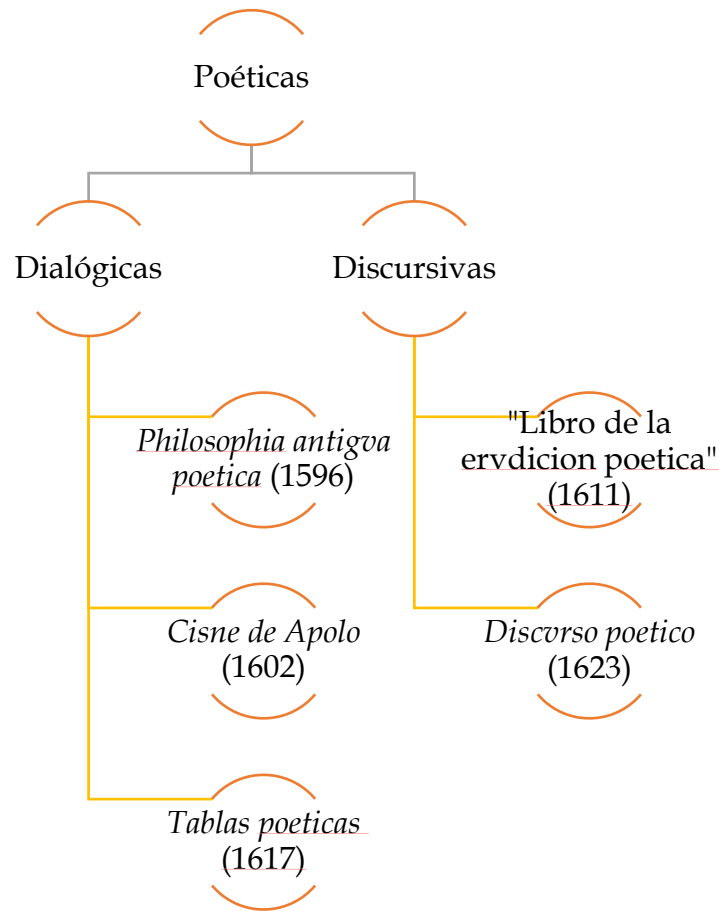 Poéticas
Dialógicas
Discursivas
Philosophia antigva
poetica (1596)
"Libro de la
ervdicion poetica"
(1611)
Cisne de Apolo
(1602)
Discvrso poetico
(1623)
Tablas poeticas
(1617)